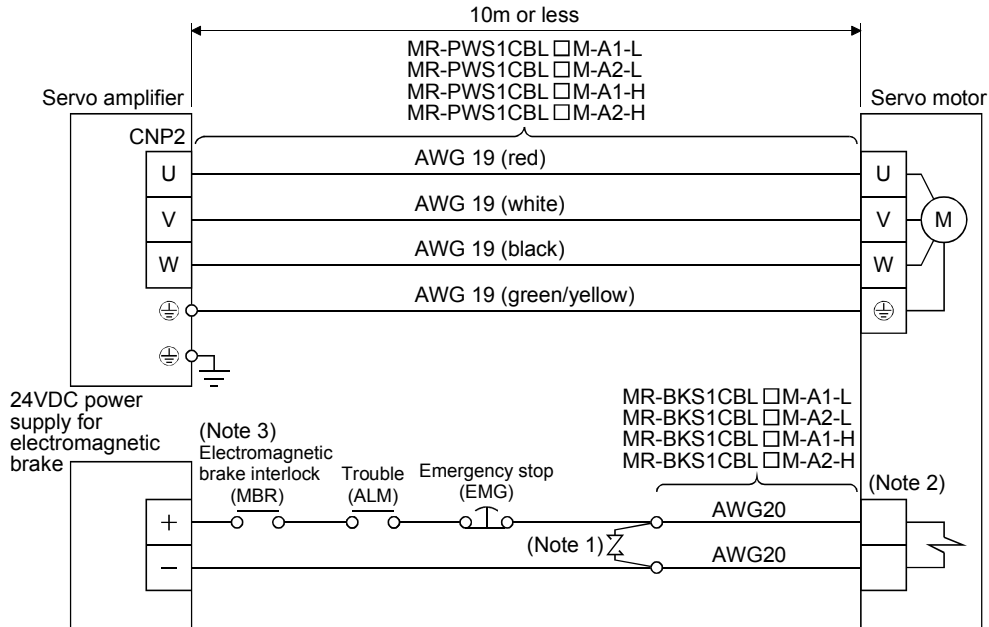 10m or less
MR-PWS1CBL □M-A1-L
MR-PWS1CBL □M-A2-L
MR-PWS1CBL □M-A1-H
MR-PWS1CBL □M-A2-H
Servo amplifier
Servo motor
CNP2
AWG 19 (red)
U
U
AWG 19 (white)
V
V
M
AWG 19 (black)
W
W
AWG 19 (green/yellow)
24VDC power
supply for
electromagnetic
brake
MR-BKS1CBL □M-A1-L
MR-BKS1CBL □M-A2-L
MR-BKS1CBL □M-A1-H
MR-BKS1CBL □M-A2-H
(Note 3)
Electromagnetic
brake interlock
(MBR)
Trouble
(ALM)
Emergency stop
(EMG)
(Note 2)
+
AWG20
(Note 1)
−
AWG20